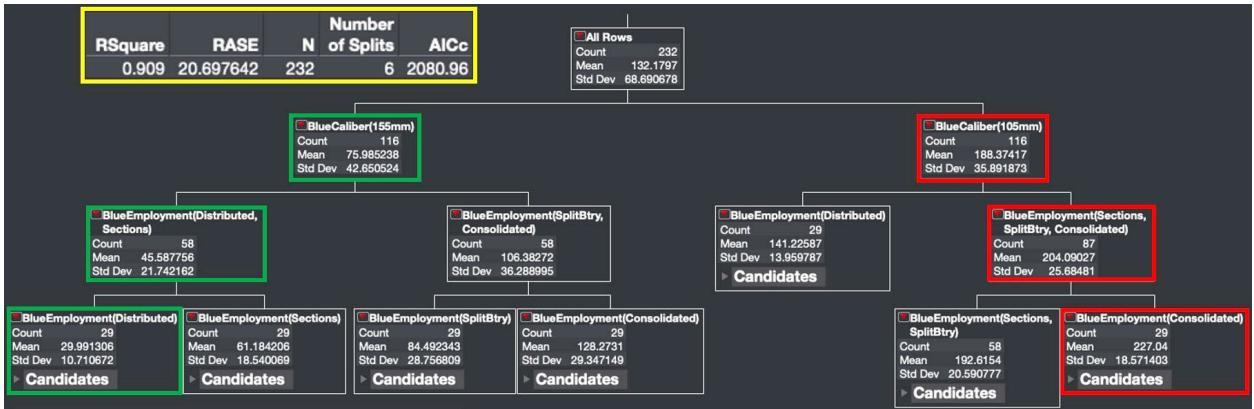 RSquare RASE N Number of Splits AICc
0.909 20.697642 232 6 2080.96
All Rows
Count 232
Mean 132.1797
Std Dev 68.690678
BlueCaliber(155mm)
Count 116
Mean 75.985238
Std Dev 42.650524
BlueCaliber(105mm)
Count 116
Mean 188.37417
Std Dev 35.891873
BlueEmployment(Distributed,
Sections)
Count 58
Mean 45.587756
Std Dev 21.742162
BlueEmployment(SplitBtry,
Consolidated)
Count 58
Mean 106.38272
Std Dev 36.288995
BlueEmployment(Distributed)
Count 29
Mean 141.22587
Std Dev 13.959787
Candidates
BlueEmployment(Sections,
SplitBtry, Consolidated)
Count 87
Mean 204.09027
Std Dev 25.68481
BlueEmployment(Distributed)
Count 29
Mean 29.991306
Std Dev 10.710672
Candidates
BlueEmployment(Sections)
Count 29
Mean 61.184206
Std Dev 18.540069
Candidates
BlueEmployment(SplitBtry)
Count 29
Mean 84.492343
Std Dev 28.756809
Candidates
BlueEmployment(Consolidated)
Count 29
Mean 128.2731
Std Dev 29.347149
Candidates
BlueEmployment(Sections,
SplitBtry)
Count 58
Mean 192.6154
Std Dev 20.590777
Candidates
BlueEmployment(Consolidated)
Count 29
Mean 227.04
Std Dev 18.571403
Candidates